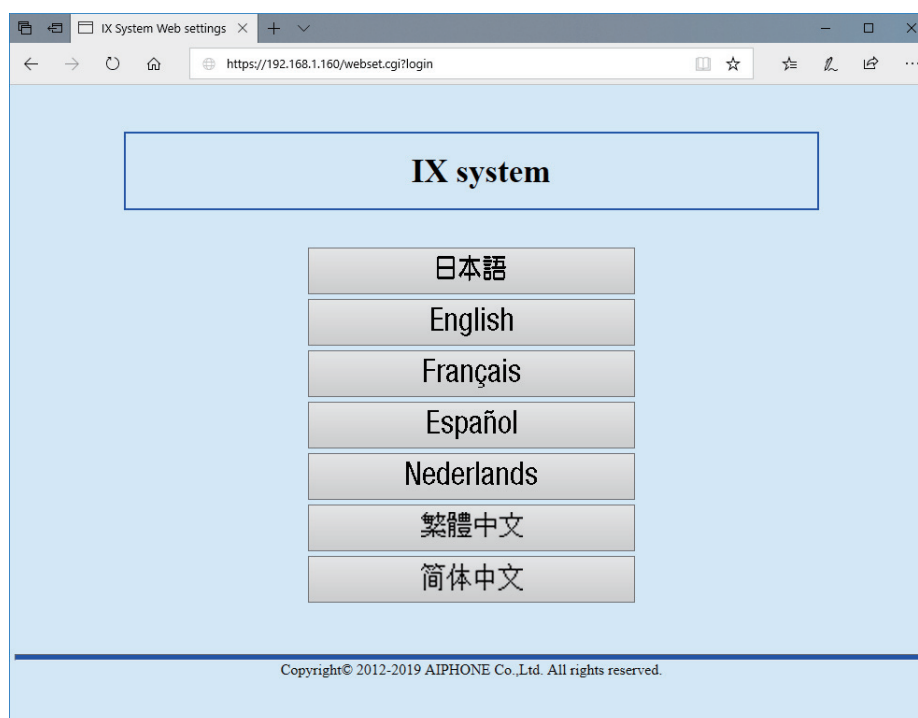 IX System Web settings
https://192.168.1.160/webset.cgi?login
IX system
日本語
English
Français
Español
Nederlands
繁體中文
简体中文
Copyright© 2012-2019 AIPHONE Co.,Ltd. All rights reserved.